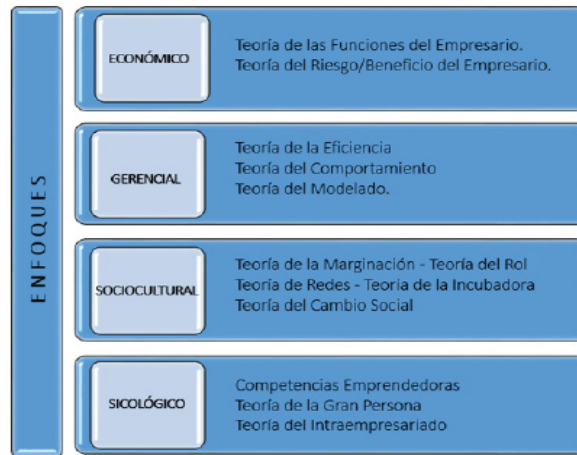 ENFOQUES
ECONÓMICO
Teoría de las Funciones del Empresario.
Teoría del Riesgo/Beneficio del Empresario.
GERENCIAL
Teoría de la Eficiencia
Teoría del Comportamiento
Teoría del Modelado.
SOCIOCULTURAL
Teoría de la Marginación - Teoría del Rol
Teoría de Redes - Teoría de la Incubadora
Teoría del Cambio Social
SICOLÓGICO
Competencias Emprendedoras
Teoría de la Gran Persona
Teoría del Intraempresariado